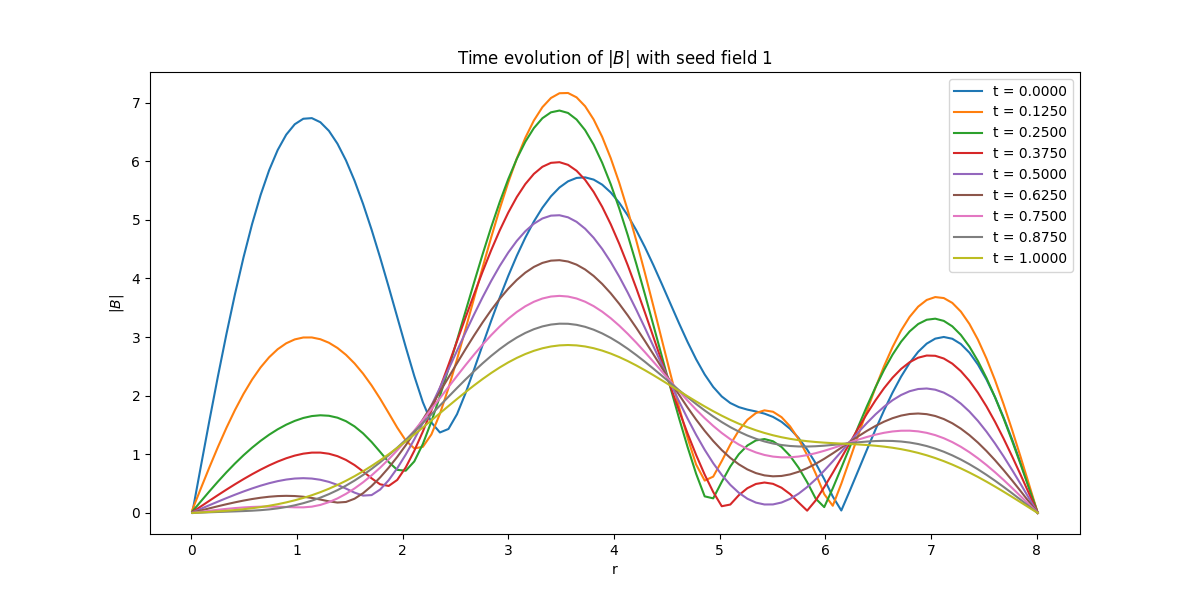 Time evolution of |B| with seed field 1
t = 0.0000
t = 0.1250
t = 0.2500
t = 0.3750
t = 0.5000
t = 0.6250
t = 0.7500
t = 0.8750
t = 1.0000
|B|
7
6
5
4
3
2
1
0
0 1 2 3 4 5 6 7 8
r